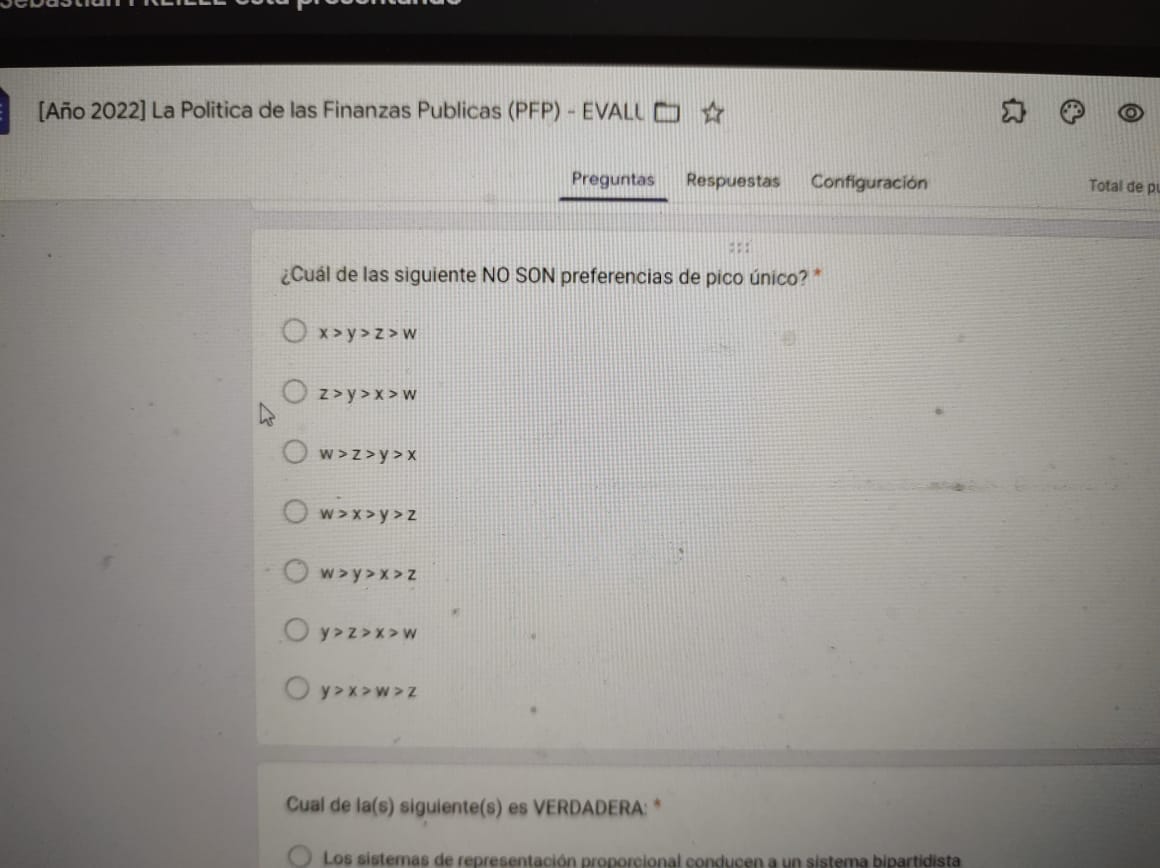 [Año 2022] La Politica de las Finanzas Publicas (PFP) - EVALU
Preguntas Respuestas Configuración Total de pu
¿Cuál de las siguiente NO SON preferencias de pico único? *
x > y > z > w
z > y > x > w
w > z > y > x
w > x > y > z
w > y > x > z
y > z > x > w
y > x > w > z
Cual de la(s) siguiente(s) es VERDADERA: *
Los sistemas de representación proporcional conducen a un sistema bipartidista